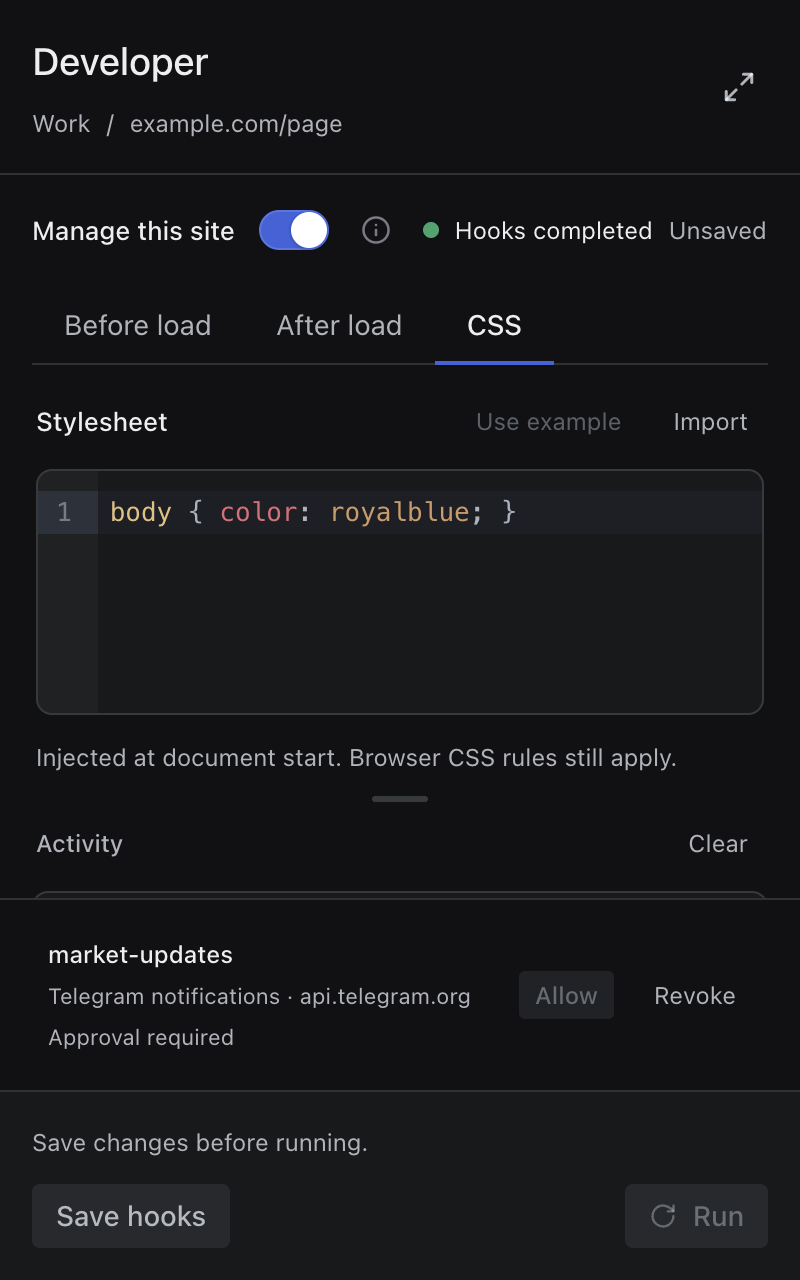 Developer
Work / example.com/page
Manage this site Hooks completed Unsaved
Before load After load CSS
Stylesheet Use example Import
1 body { color: royalblue; }
Injected at document start. Browser CSS rules still apply.
Activity Clear
market-updates
Telegram notifications · api.telegram.org
Allow Revoke
Approval required
Save changes before running.
Save hooks Run